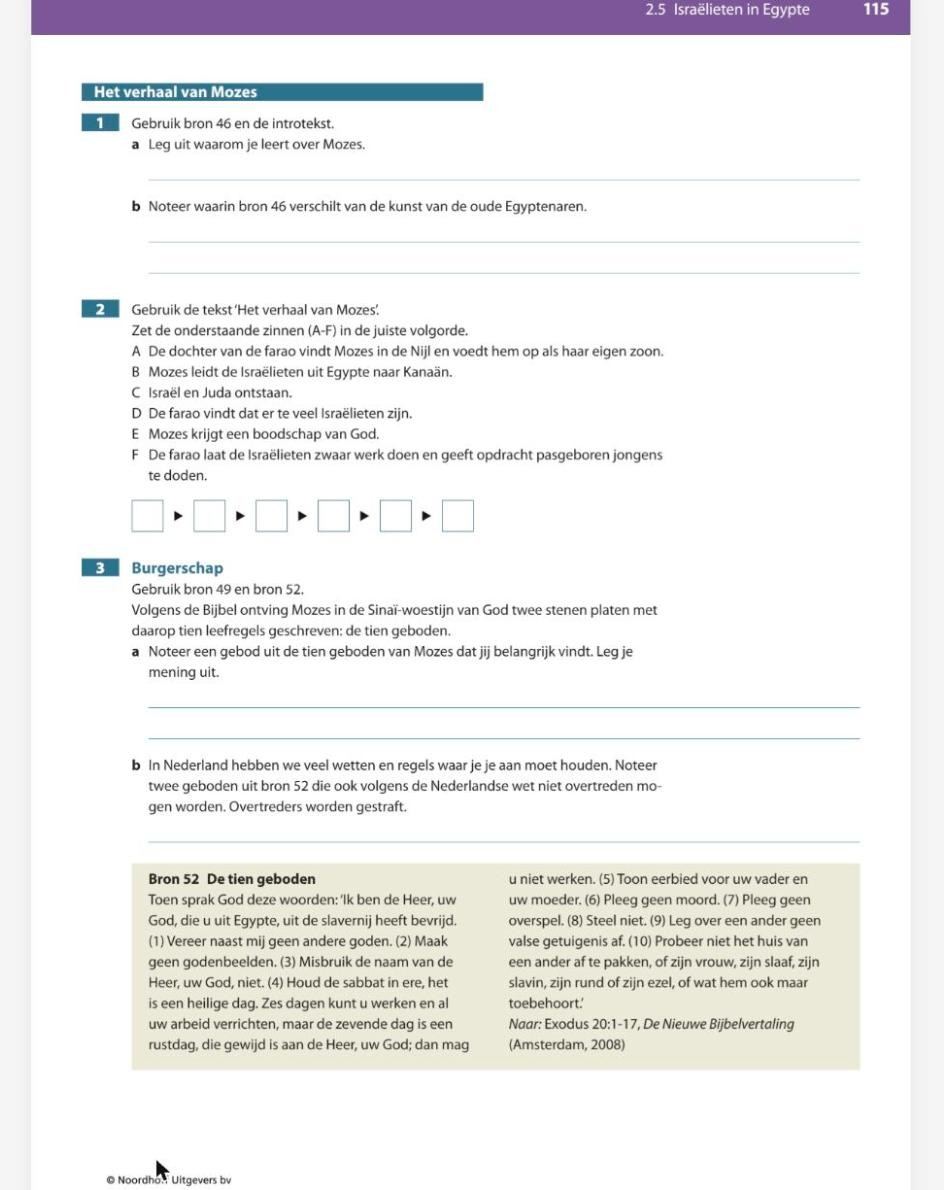 2.5 Israëlieten in Egypte 115
Het verhaal van Mozes
1 Gebruik bron 46 en de introtekst.
a Leg uit waarom je leert over Mozes.
b Noteer waarin bron 46 verschilt van de kunst van de oude Egyptenaren.
2 Gebruik de tekst ‘Het verhaal van Mozes’.
Zet de onderstaande zinnen (A-F) in de juiste volgorde.
A De dochter van de farao vindt Mozes in de Nijl en voedt hem op als haar eigen zoon.
B Mozes leidt de Israëlieten uit Egypte naar Kanaän.
C Israël en Juda ontstaan.
D De farao vindt dat er te veel Israëlieten zijn.
E Mozes krijgt een boodschap van God.
F De farao laat de Israëlieten zwaar werk doen en geeft opdracht pasgeboren jongens
te doden.
3 Burgerschap
Gebruik bron 49 en bron 52.
Volgens de Bijbel ontving Mozes in de Sinaï-woestijn van God twee stenen platen met
daarop tien leefregels geschreven: de tien geboden.
a Noteer een gebod uit de tien geboden van Mozes dat jij belangrijk vindt. Leg je
mening uit.
b In Nederland hebben we veel wetten en regels waar je je aan moet houden. Noteer
twee geboden uit bron 52 die ook volgens de Nederlandse wet niet overtreden mo-
gen worden. Overtreders worden gestraft.
Bron 52 De tien geboden
Toen sprak God deze woorden: ‘Ik ben de Heer, uw
God, die u uit Egypte, uit de slavernij heeft bevrijd.
(1) Vereer naast mij geen andere goden. (2) Maak
geen godenbeelden. (3) Misbruik de naam van de
Heer, uw God, niet. (4) Houd de sabbat in ere, het
is een heilige dag. Zes dagen kunt u werken en al
uw arbeid verrichten, maar de zevende dag is een
rustdag, die gewijd is aan de Heer, uw God; dan mag
u niet werken. (5) Toon eerbied voor uw vader en
uw moeder. (6) Pleeg geen moord. (7) Pleeg geen
overspel. (8) Steel niet. (9) Leg over een ander geen
valse getuigenis af. (10) Probeer niet het huis van
een ander af te pakken, of zijn vrouw, zijn slaaf, zijn
slavin, zijn rund of zijn ezel, of wat hem ook maar
toebehoort.’
Naar: Exodus 20:1-17, De Nieuwe Bijbelvertaling
(Amsterdam, 2008)
© Uitgevers bv